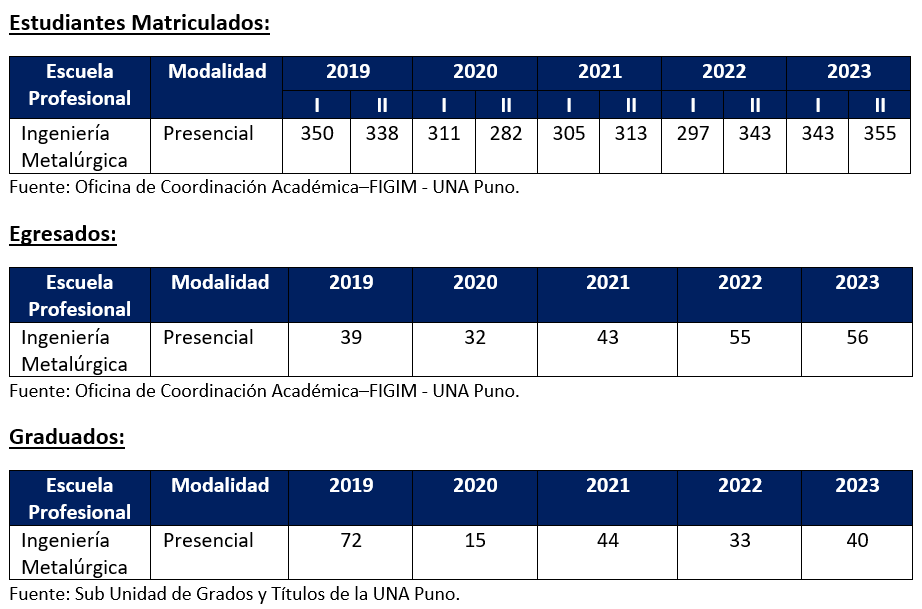 Estudiantes Matriculados:
Escuela Profesional Modalidad 2019 2020 2021 2022 2023
I II I II I II I II I II
Ingeniería Metalúrgica Presencial 350 338 311 282 305 313 297 343 343 355
Fuente: Oficina de Coordinación Académica–FIGIM - UNA Puno.
Egresados:
Escuela Profesional Modalidad 2019 2020 2021 2022 2023
Ingeniería Metalúrgica Presencial 39 32 43 55 56
Fuente: Oficina de Coordinación Académica–FIGIM - UNA Puno.
Graduados:
Escuela Profesional Modalidad 2019 2020 2021 2022 2023
Ingeniería Metalúrgica Presencial 72 15 44 33 40
Fuente: Sub Unidad de Grados y Títulos de la UNA Puno.